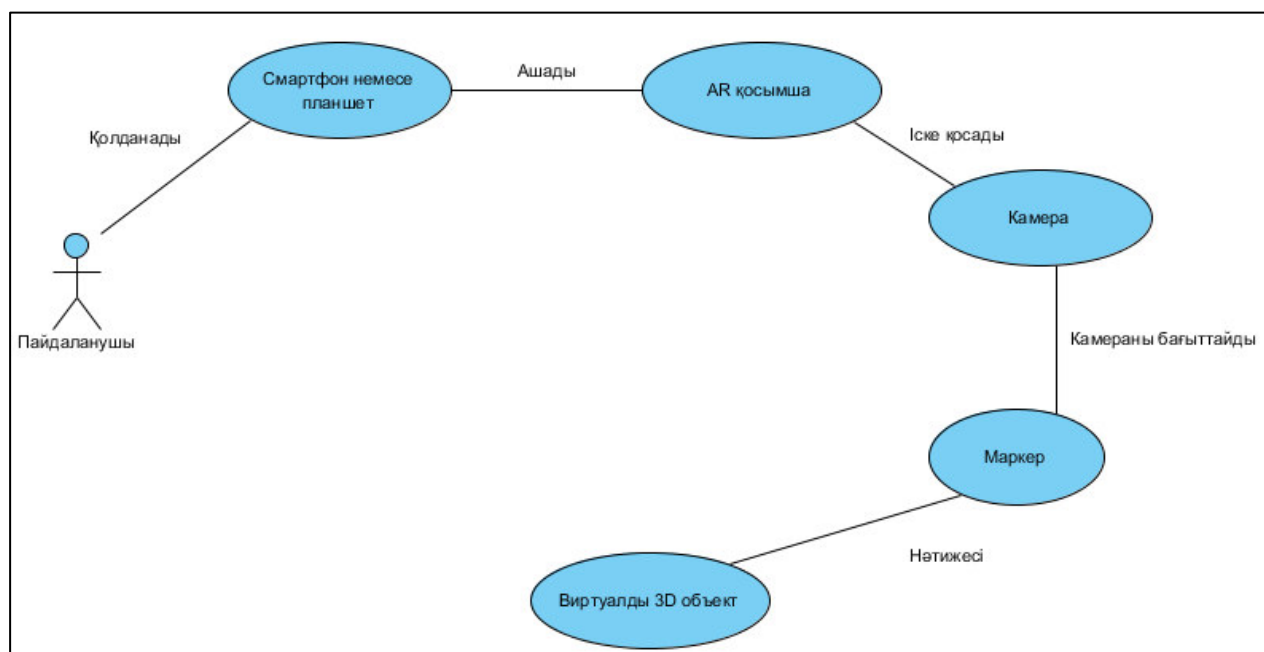 Смартфон немесе
планшет
Ашады
AR қосымша
Қолданады
Іске қосады
Камера
Пайдаланушы
Камераны бағыттайды
Маркер
Нәтижесі
Виртуалды 3D объект